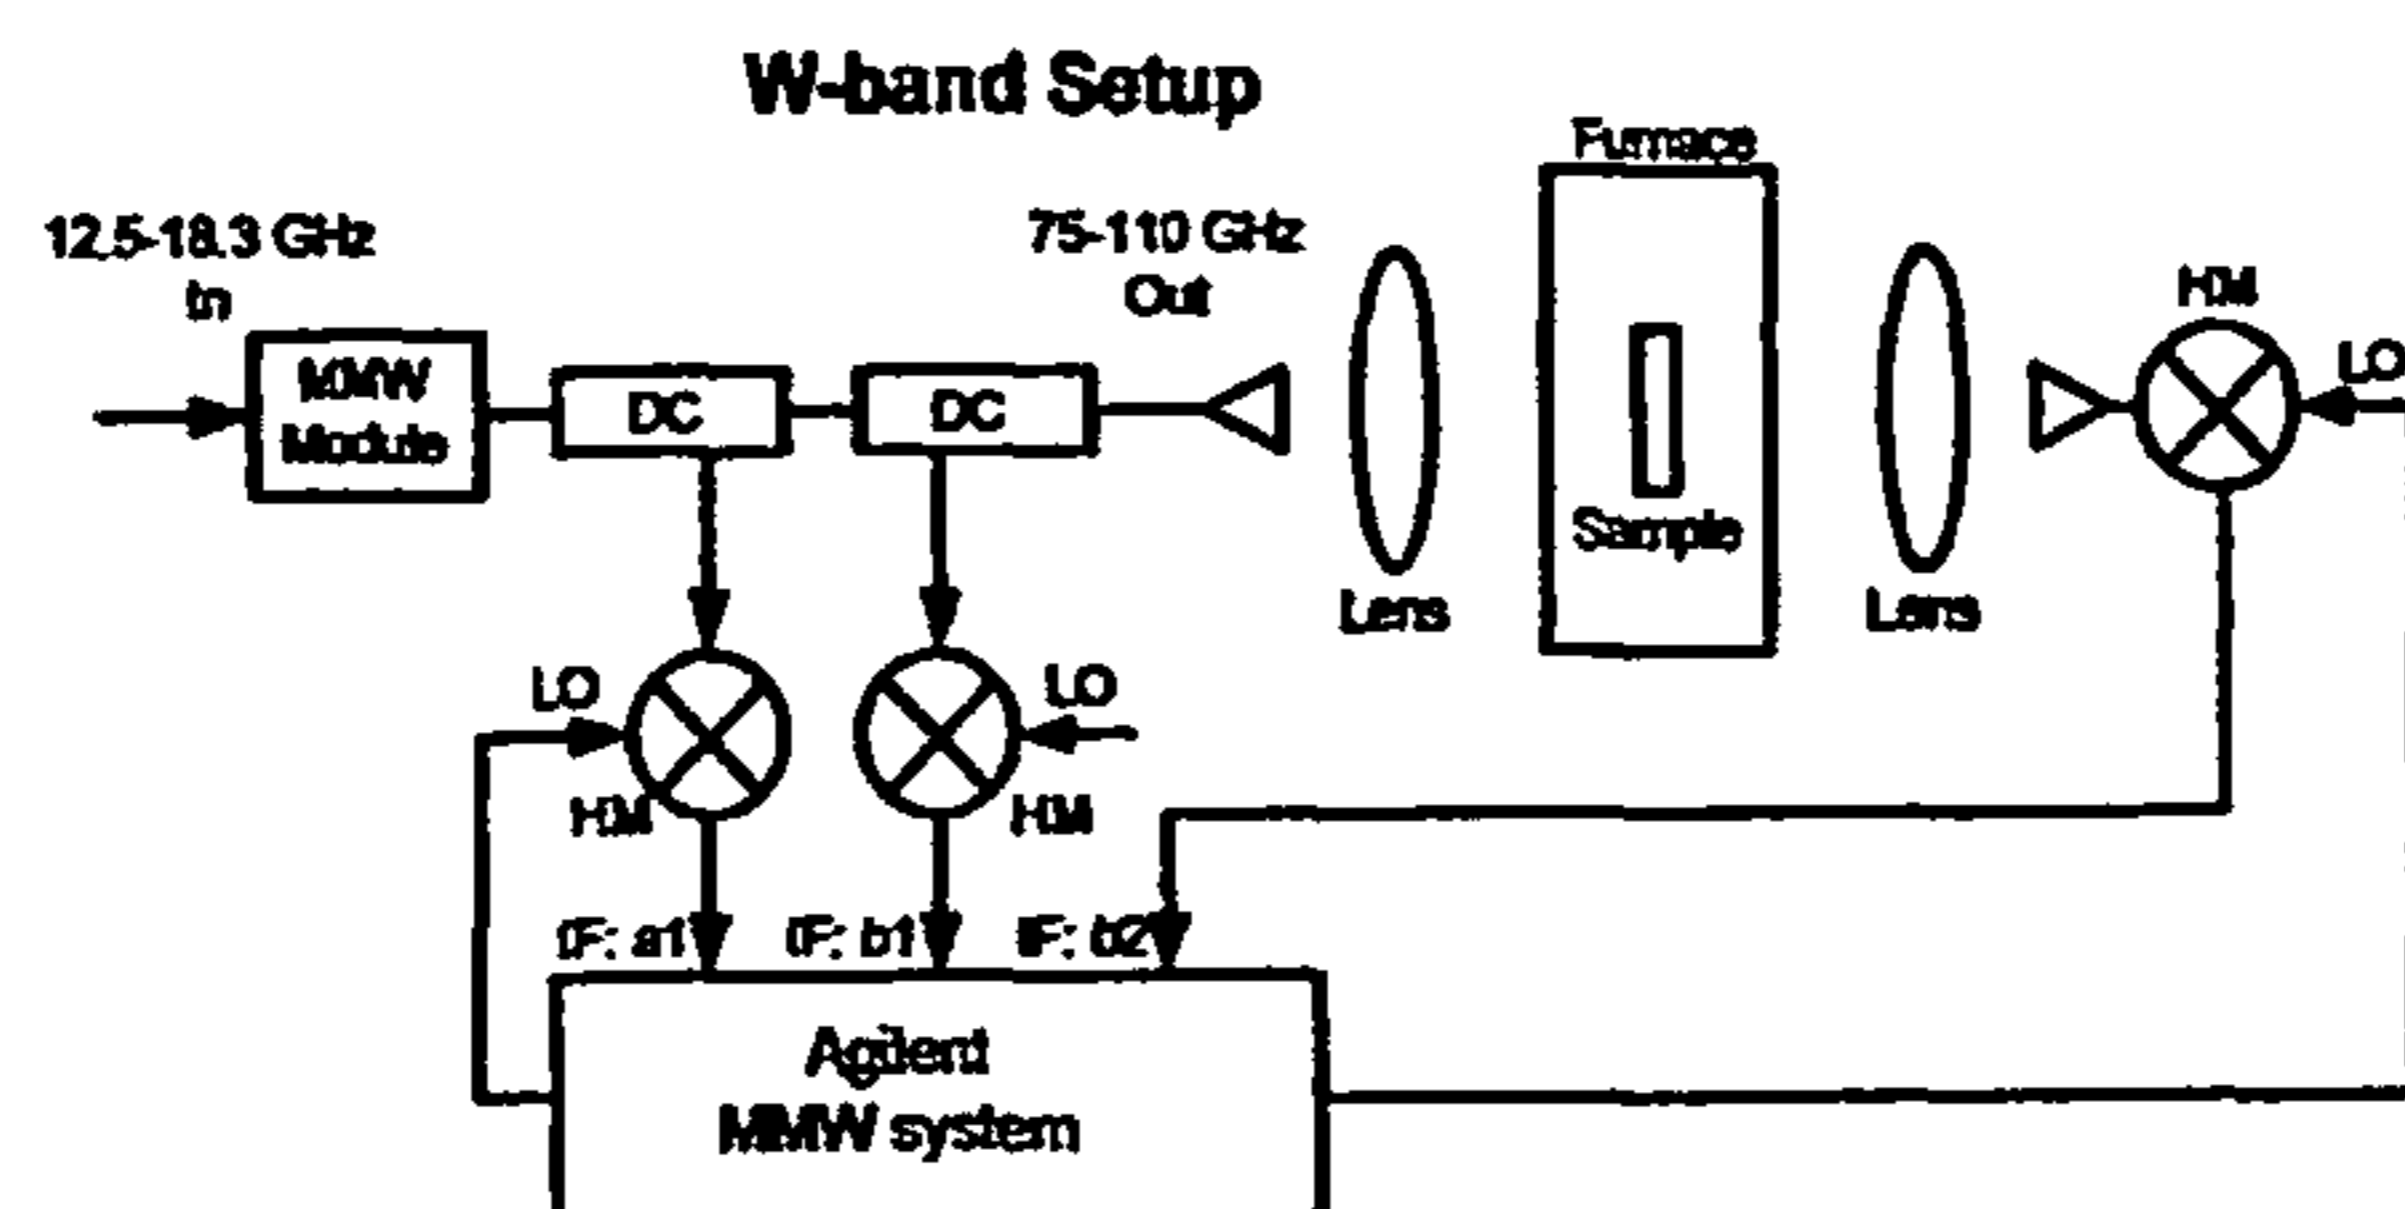 W-band Setup
Furnace
12.5-18.3 GHz
In
75-110 GHz
Out
HM
LO
MMW
Module
DC
DC
Sample
Lens
Lens
LO
LO
HM
HM
IF: a1
IF: b1
IF: b2
Agilent
MMW system